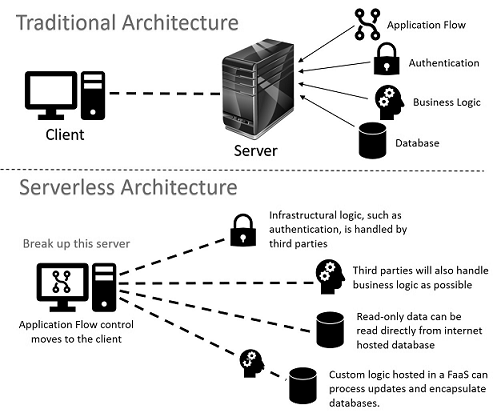 Traditional Architecture
Application Flow
Authentication
Business Logic
Database
Client
Server
Serverless Architecture
Break up this server
Application Flow control
moves to the client
Infrastructural logic, such as
authentication, is handled by
third parties
Third parties will also handle
business logic as possible
Read-only data can be
read directly from internet
hosted database
Custom logic hosted in a FaaS can
process updates and encapsulate
databases.